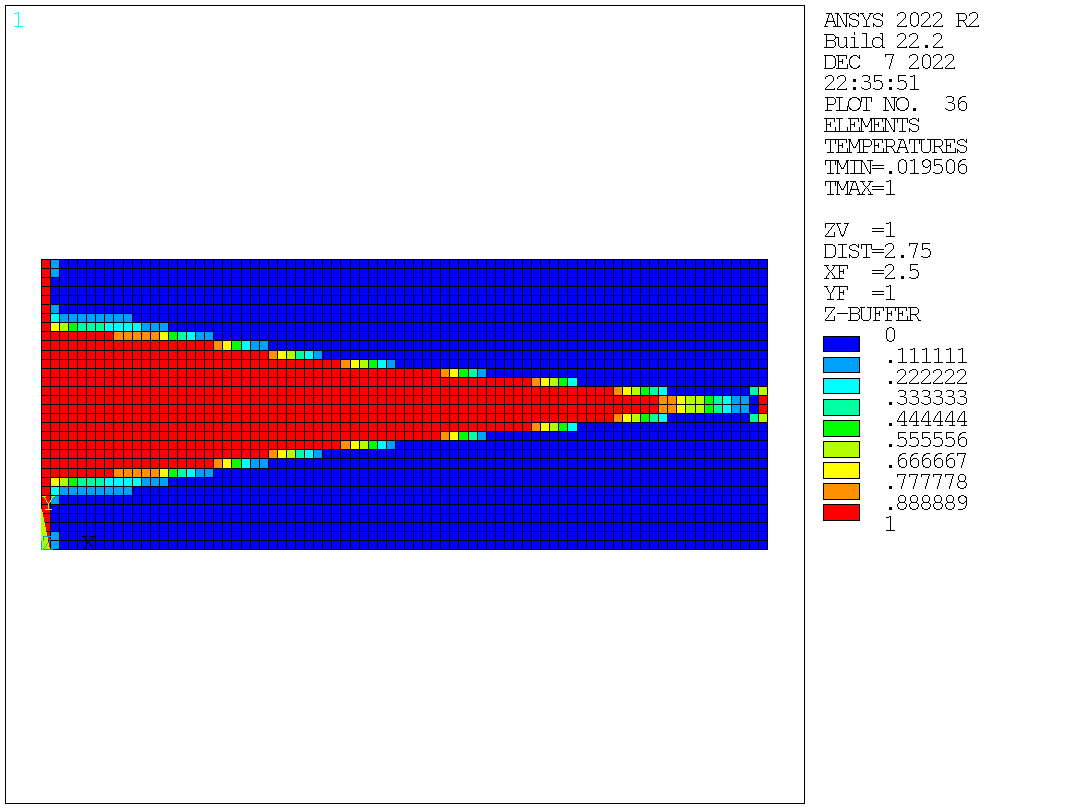 1
ANSYS 2022 R2
Build 22.2
DEC  7 2022
22:35:51
PLOT NO.  36
ELEMENTS
TEMPERATURES
TMIN=.019506
TMAX=1
ZV  =1
DIST=2.75
XF  =2.5
YF  =1
Z-BUFFER
0
.111111
.222222
.333333
.444444
.555556
.666667
.777778
.888889
1
Y
Z X